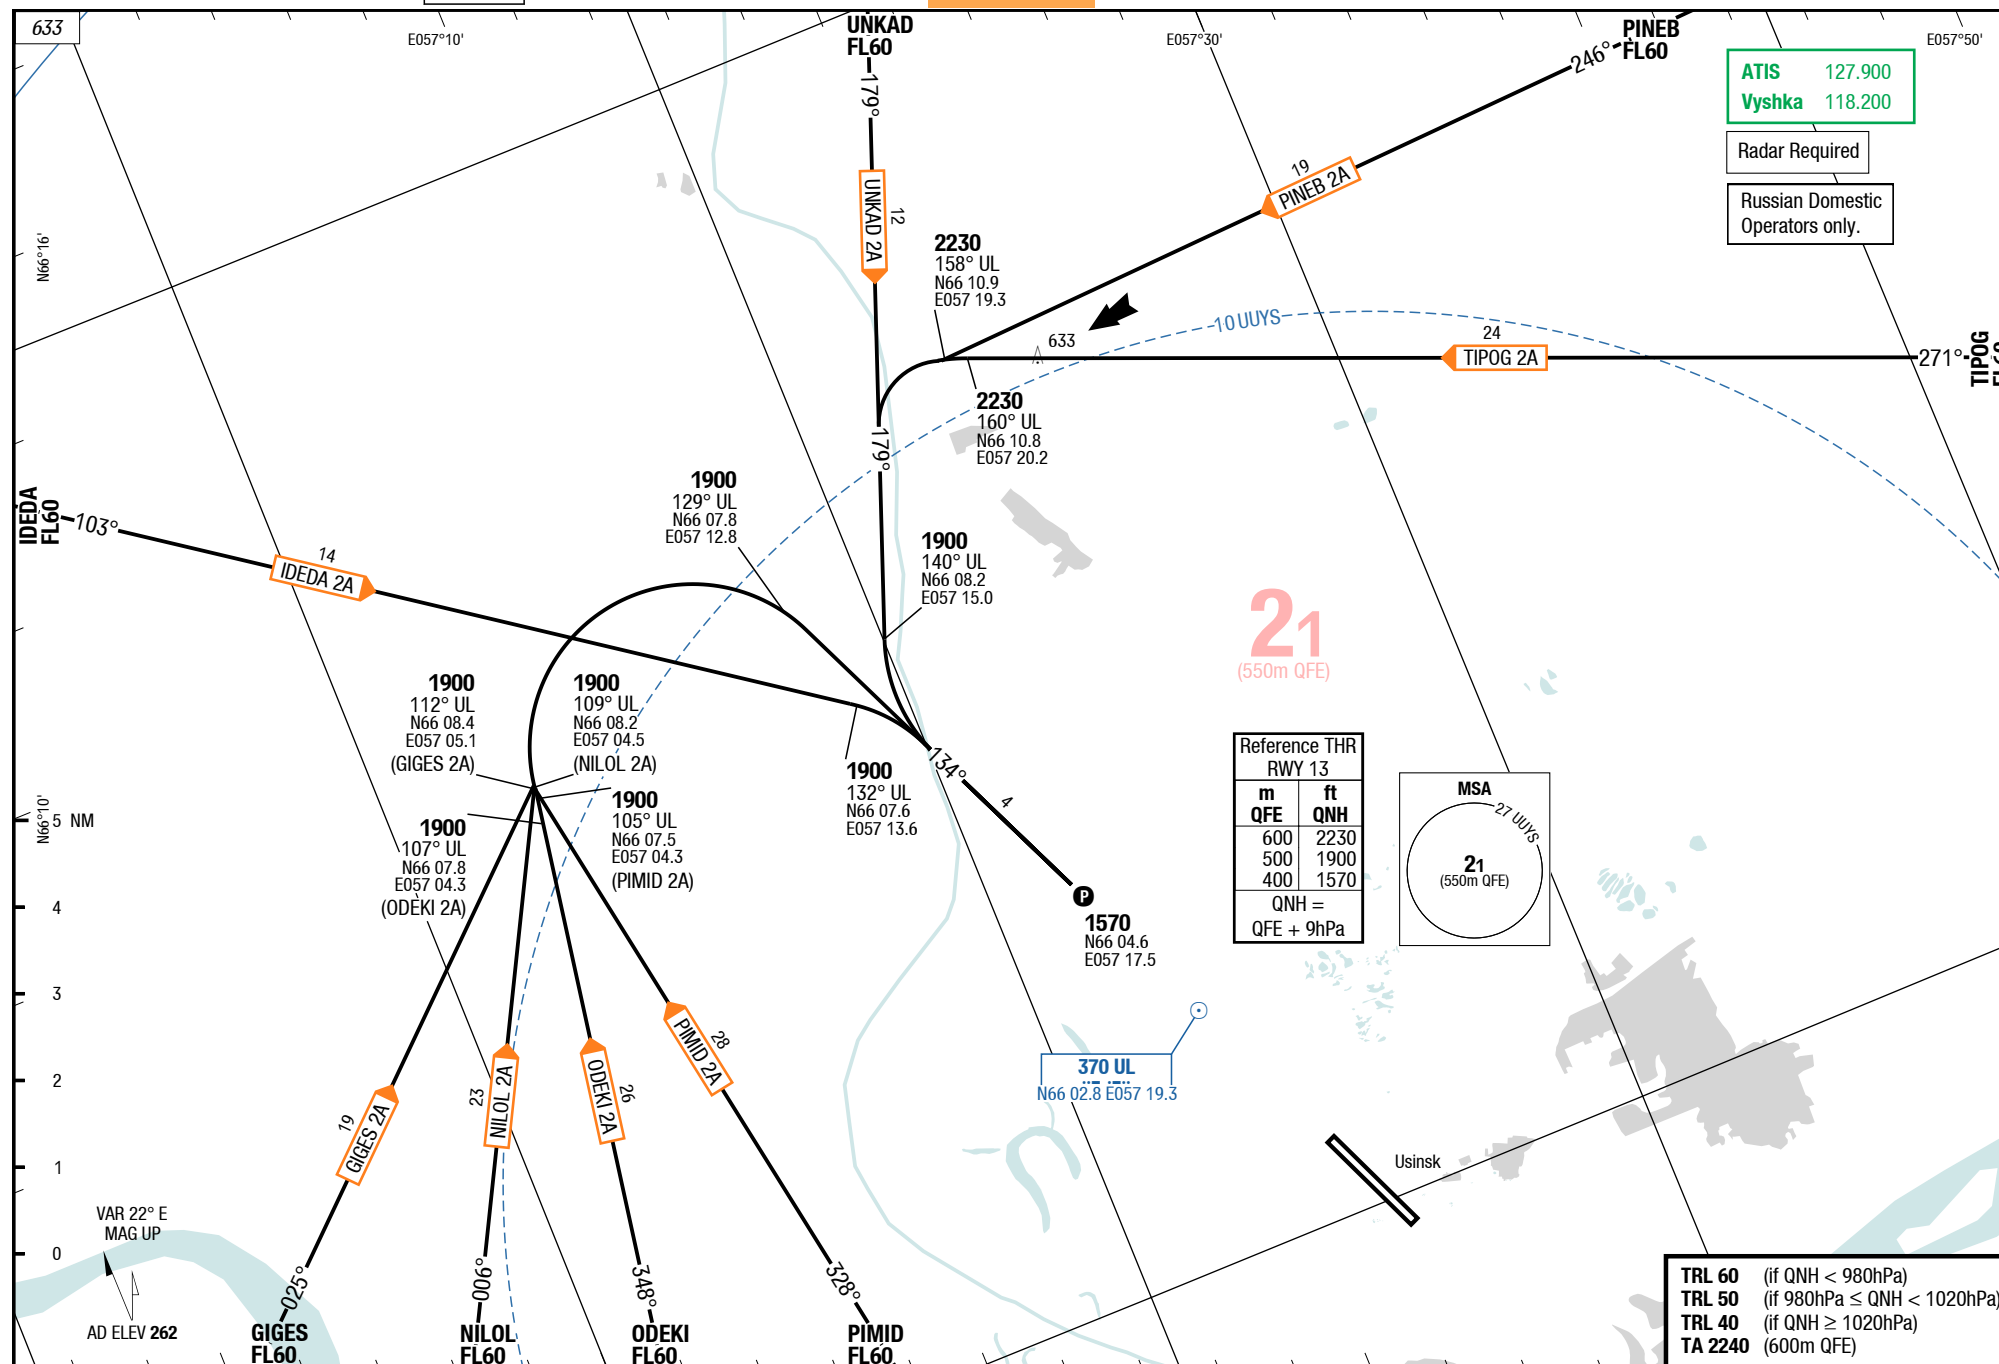 633
E057°10'
UNKAD
FL60
E057°30'
PINEB
FL60
E057°50'
246°
179°
ATIS 127.900
Vyshka 118.200
Radar Required
Russian Domestic
Operators only.
19
PINEB 2A
UNKAD 2A
12
N66°16'
2230
158° UL
N66 10.9
E057 19.3
10 UUYS
633
24
TIPOG 2A
271°
TIPOG
2230
160° UL
N66 10.8
E057 20.2
179°
IDEDA
FL60
103°
14
IDEDA 2A
1900
129° UL
N66 07.8
E057 12.8
1900
140° UL
N66 08.2
E057 15.0
21
(550m QFE)
1900
112° UL
N66 08.4
E057 05.1
(GIGES 2A)
1900
109° UL
N66 08.2
E057 04.5
(NILOL 2A)
1900
105° UL
N66 07.5
E057 04.3
(PIMID 2A)
1900
107° UL
N66 07.8
E057 04.3
(ODEKI 2A)
1900
132° UL
N66 07.6
E057 13.6
134°
4
P
1570
N66 04.6
E057 17.5
Reference THR
RWY 13
m ft
QFE QNH
600 2230
500 1900
400 1570
QNH =
QFE + 9hPa
MSA
27 UUYS
21
(550m QFE)
N66°10'
5 NM
4
3
2
1
0
370 UL
N66 02.8 E057 19.3
19
GIGES 2A
23
NILOL 2A
26
ODEKI 2A
28
PIMID 2A
Usinsk
VAR 22° E
MAG UP
AD ELEV 262
025°
GIGES
FL60
006°
NILOL
FL60
348°
ODEKI
FL60
328°
PIMID
FL60
TRL 60 (if QNH < 980hPa)
TRL 50 (if 980hPa ≤ QNH < 1020hPa)
TRL 40 (if QNH ≥ 1020hPa)
TA 2240 (600m QFE)